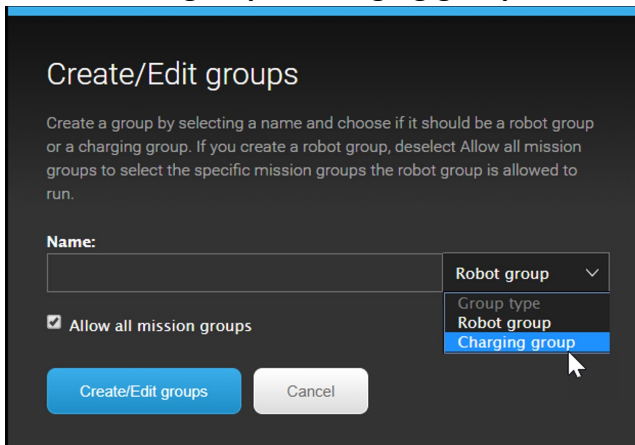 Create/Edit groups
Create a group by selecting a name and choose if it should be a robot group
or a charging group. If you create a robot group, deselect Allow all mission
groups to select the specific mission groups the robot group is allowed to
run.
Name:
Robot group
Group type
Robot group
Charging group
Allow all mission groups
Create/Edit groups
Cancel